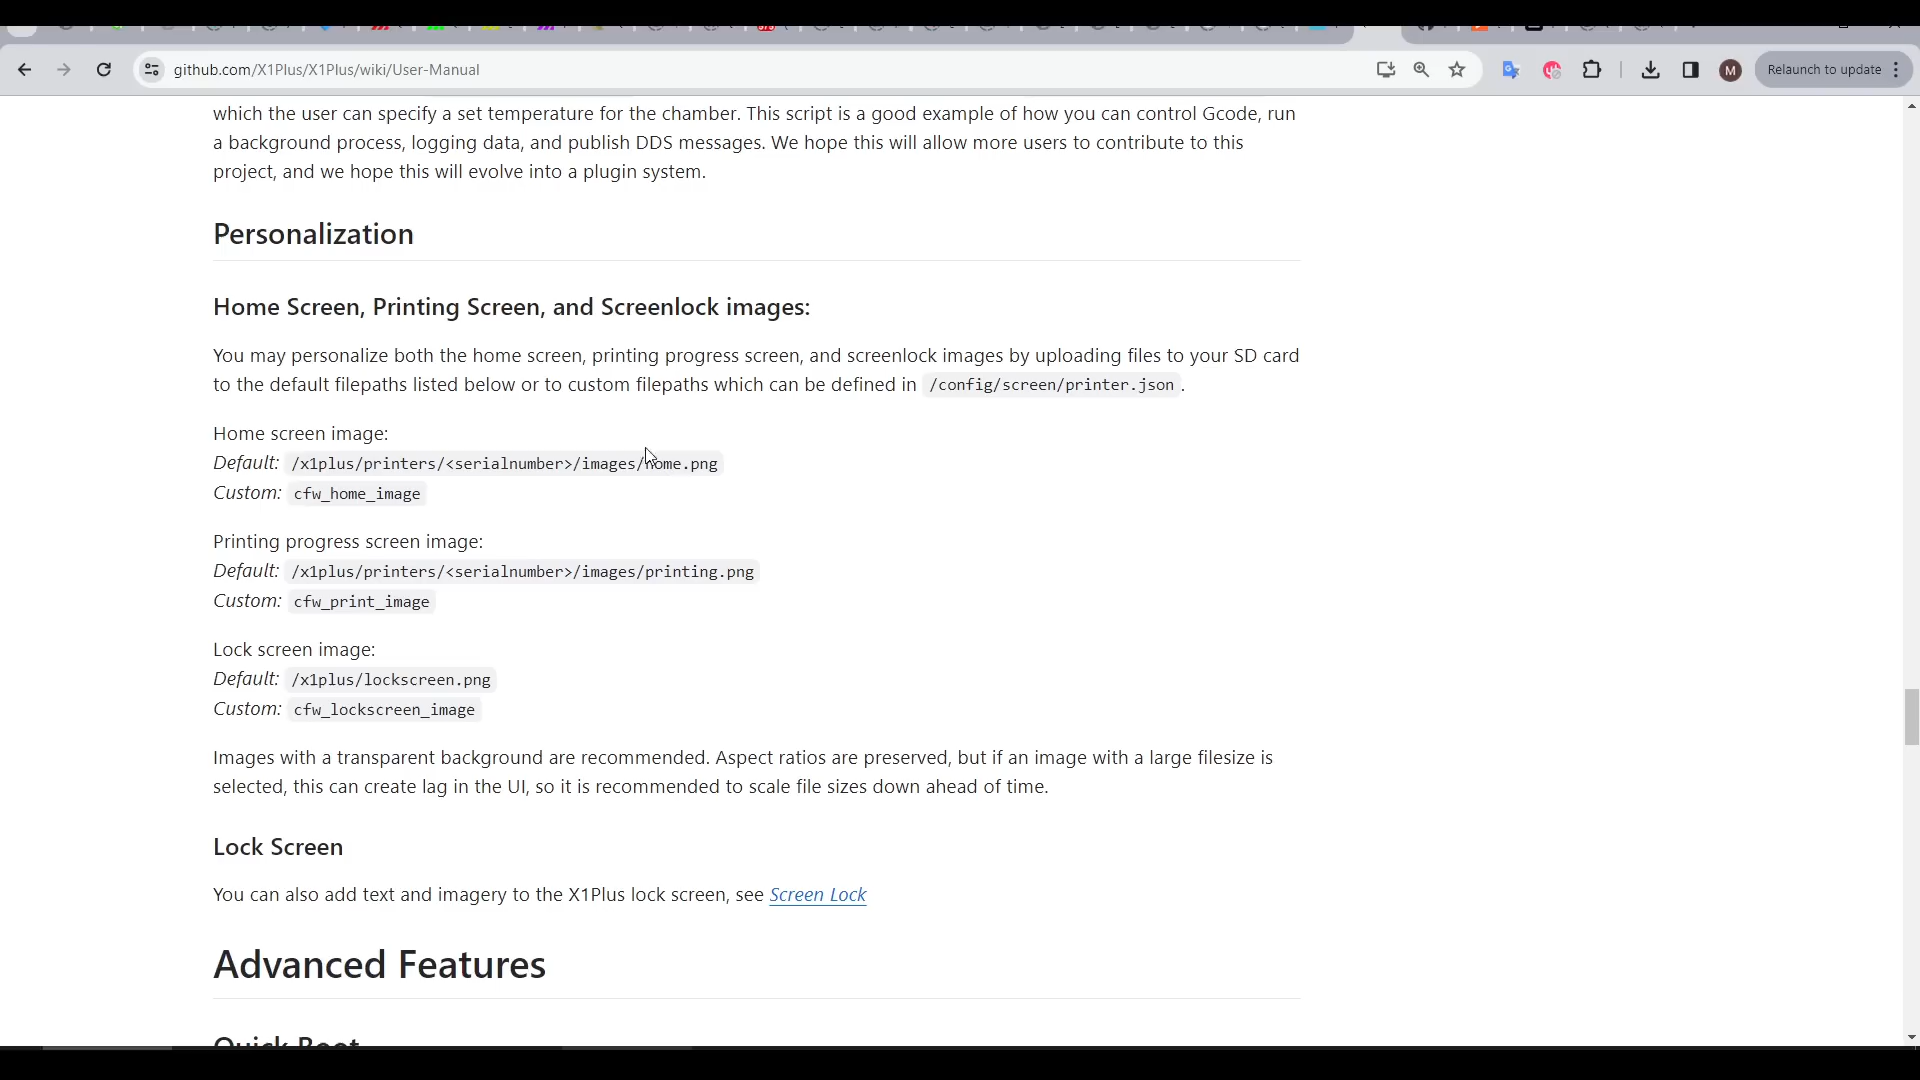 github.com/X1Plus/X1Plus/wiki/User-Manual
M
Relaunch to update
which the user can specify a set temperature for the chamber. This script is a good example of how you can control Gcode, run
a background process, logging data, and publish DDS messages. We hope this will allow more users to contribute to this
project, and we hope this will evolve into a plugin system.
Personalization
Home Screen, Printing Screen, and Screenlock images:
You may personalize both the home screen, printing progress screen, and screenlock images by uploading files to your SD card
to the default filepaths listed below or to custom filepaths which can be defined in /config/screen/printer.json.
Home screen image:
Default: /x1plus/printers/<serialnumber>/images/home.png
Custom: cfw_home_image
Printing progress screen image:
Default: /x1plus/printers/<serialnumber>/images/printing.png
Custom: cfw_print_image
Lock screen image:
Default: /x1plus/lockscreen.png
Custom: cfw_lockscreen_image
Images with a transparent background are recommended. Aspect ratios are preserved, but if an image with a large filesize is
selected, this can create lag in the UI, so it is recommended to scale file sizes down ahead of time.
Lock Screen
You can also add text and imagery to the X1Plus lock screen, see Screen Lock
Advanced Features
Quick Boot